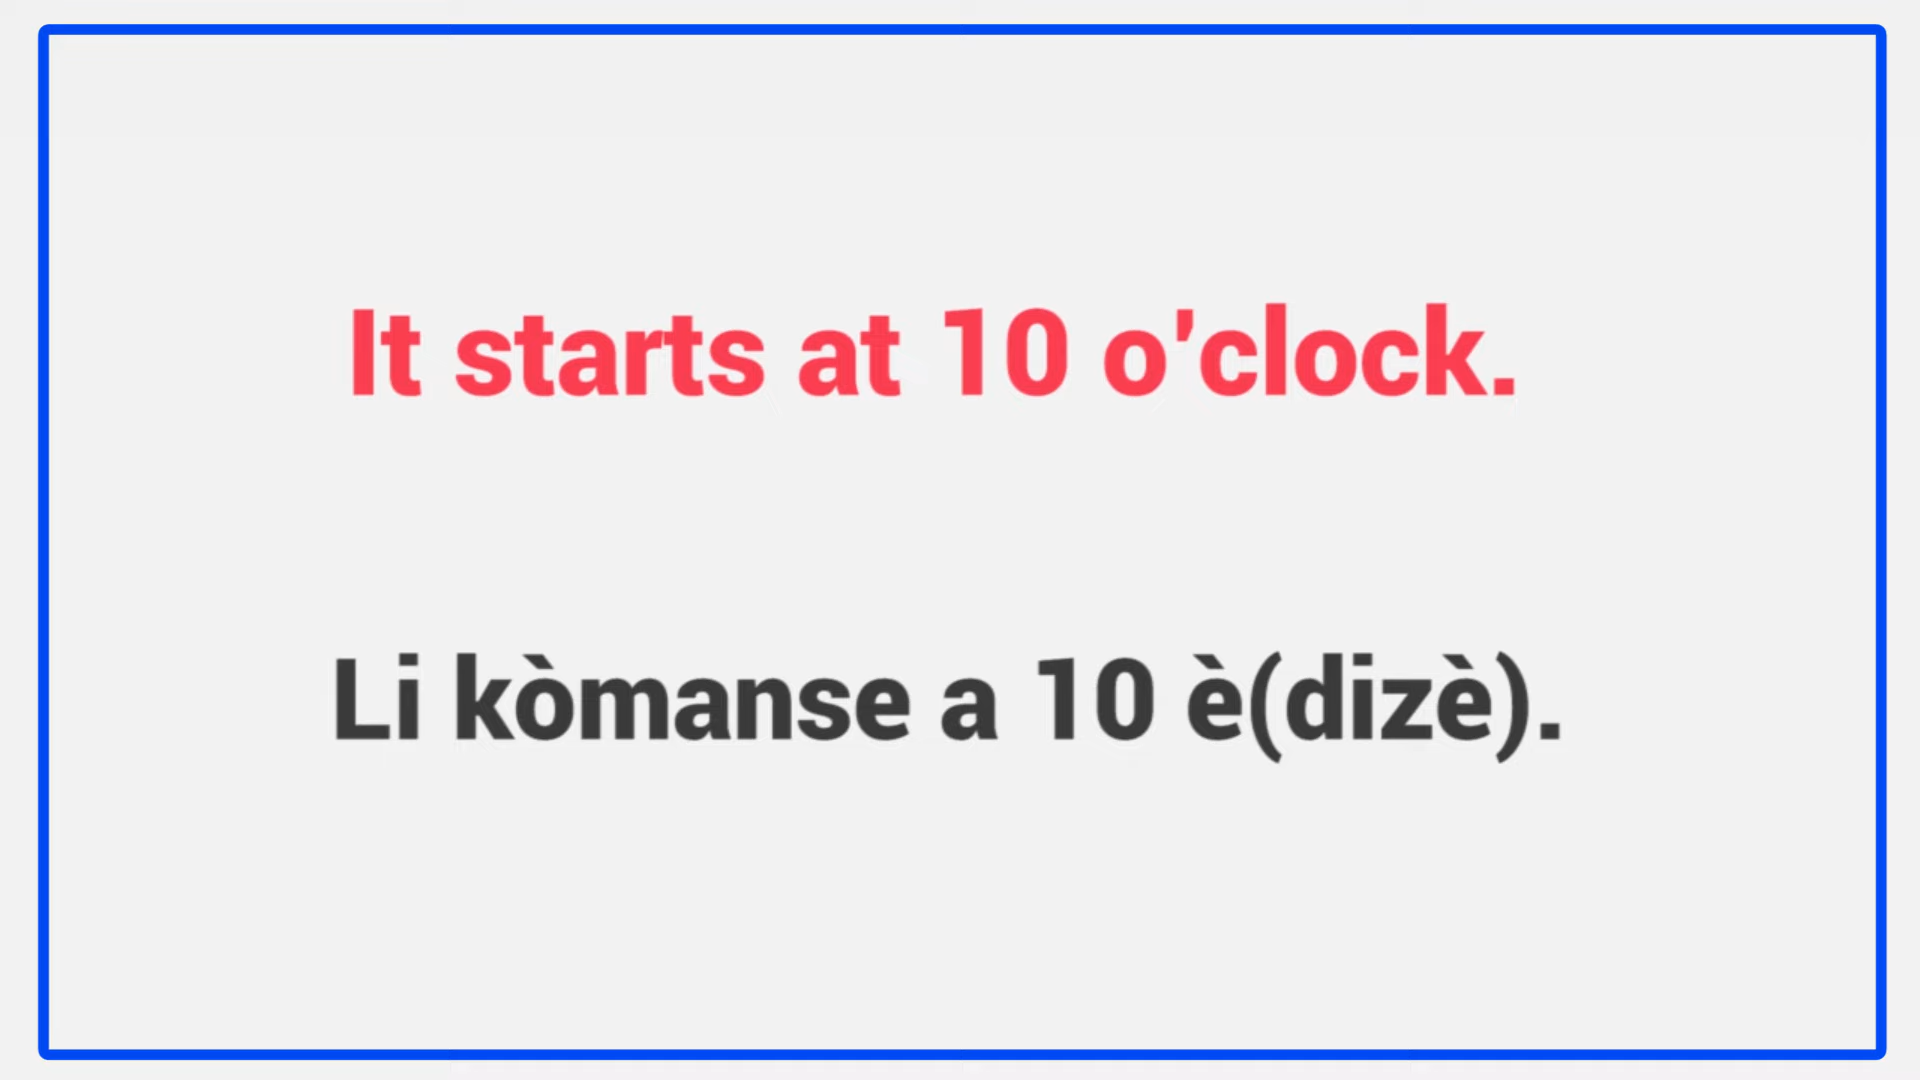 It starts at 10 o'clock.
Li kòmanse a 10 è(dizè).